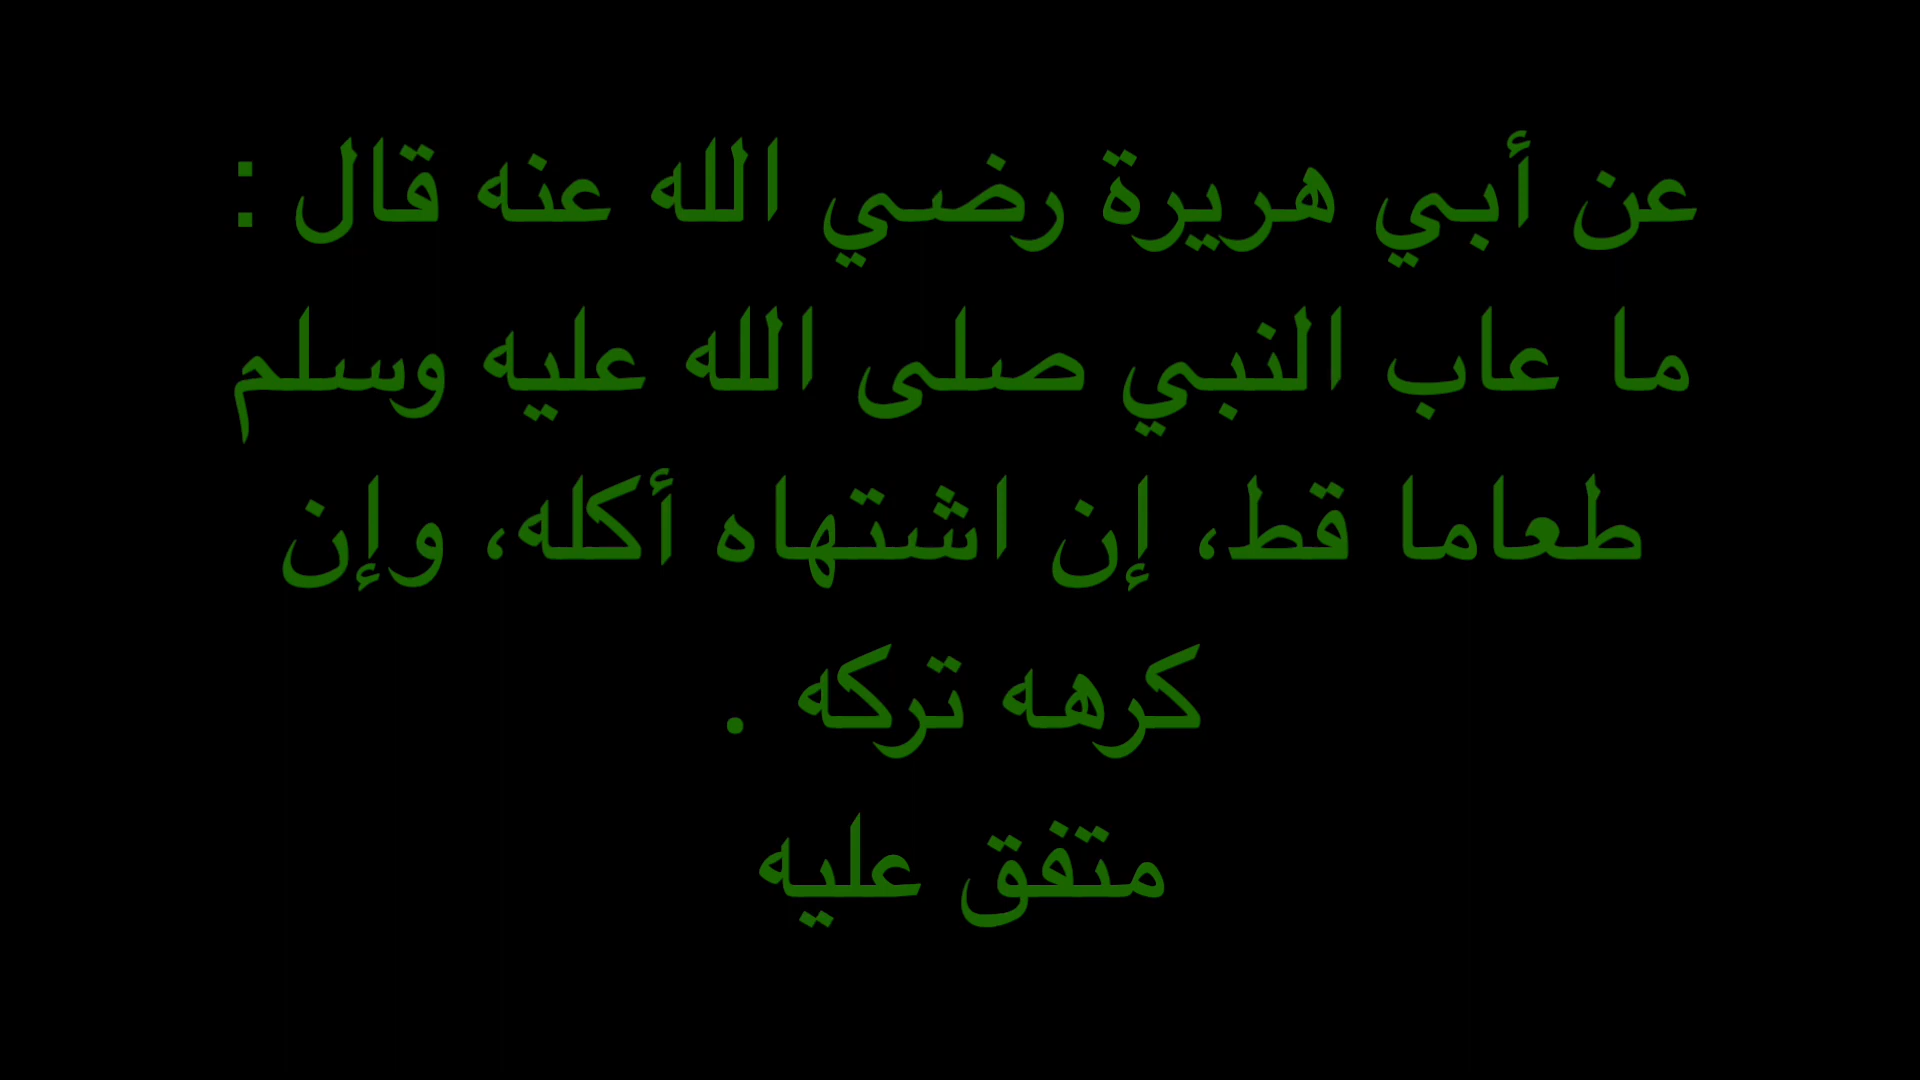 عن أبي هريرة رضي الله عنه قال :
ما عاب النبي صلى الله عليه وسلم
طعاما قط، إن اشتهاه أكله، وإن
كرهه تركه .
متفق عليه